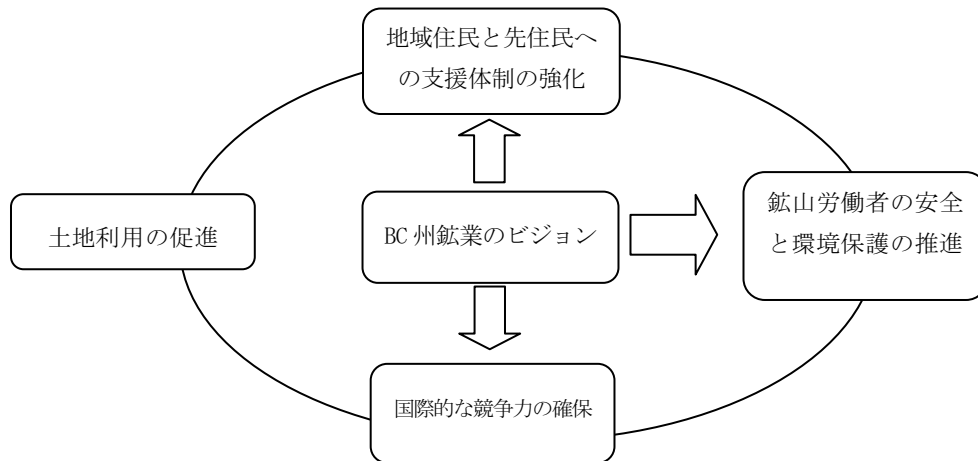 地域住民と先住民へ
の支援体制の強化
土地利用の促進
BC 州鉱業のビジョン
鉱山労働者の安全
と環境保護の推進
国際的な競争力の確保